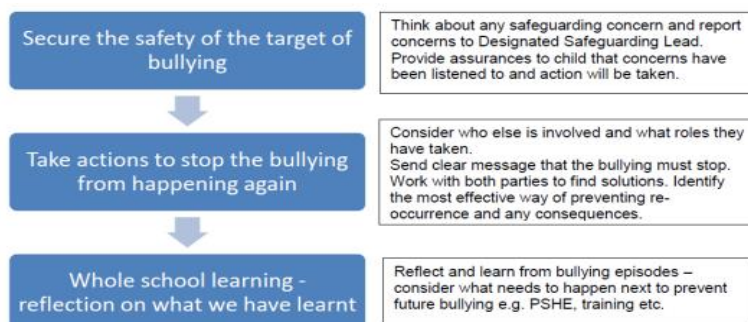 Secure the safety of the target of
bullying
Think about any safeguarding concern and report
concerns to Designated Safeguarding Lead.
Provide assurances to child that concerns have
been listened to and action will be taken.
Take actions to stop the bullying
from happening again
Consider who else is involved and what roles they
have taken.
Send clear message that the bullying must stop.
Work with both parties to find solutions. Identify
the most effective way of preventing re-
occurrence and any consequences.
Whole school learning -
reflection on what we have learnt
Reflect and learn from bullying episodes –
consider what needs to happen next to prevent
future bullying e.g. PSHE, training etc.